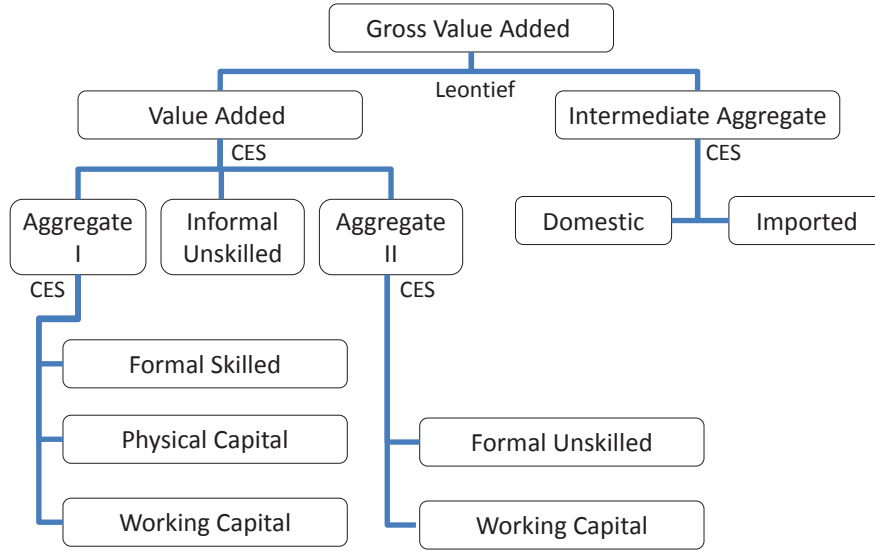 Gross Value Added
Leontief
Value Added
Intermediate Aggregate
CES
CES
Aggregate
I
Informal
Unskilled
Aggregate
II
Domestic
Imported
CES
CES
Formal Skilled
Physical Capital
Formal Unskilled
Working Capital
Working Capital